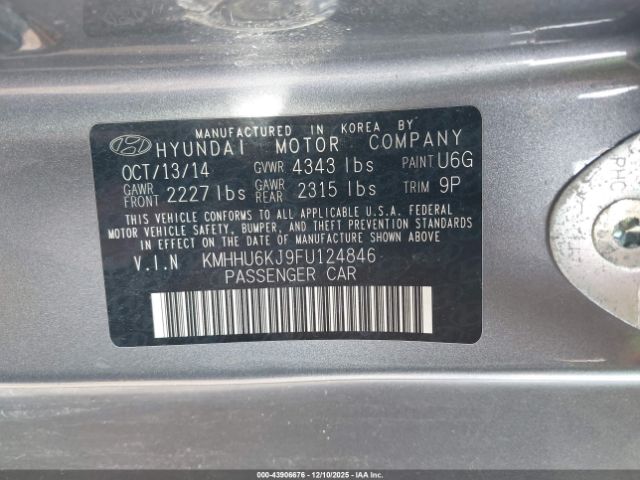 MANUFACTURED IN KOREA BY
HYUNDAI MOTOR COMPANY
OCT/13/14 GVWR 4343 lbs PAINT U6G
GAWR FRONT 2227 lbs GAWR REAR 2315 lbs TRIM 9P
THIS VEHICLE CONFORMS TO ALL APPLICABLE U.S.A. FEDERAL
MOTOR VEHICLE SAFETY, BUMPER, AND THEFT PREVENTION STANDARDS
IN EFFECT ON THE DATE OF MANUFACTURE SHOWN ABOVE
V.I.N KMHHU6KJ9FU124846
PASSENGER CAR
000-43906676 - 12/10/2025 - IAAI.COM